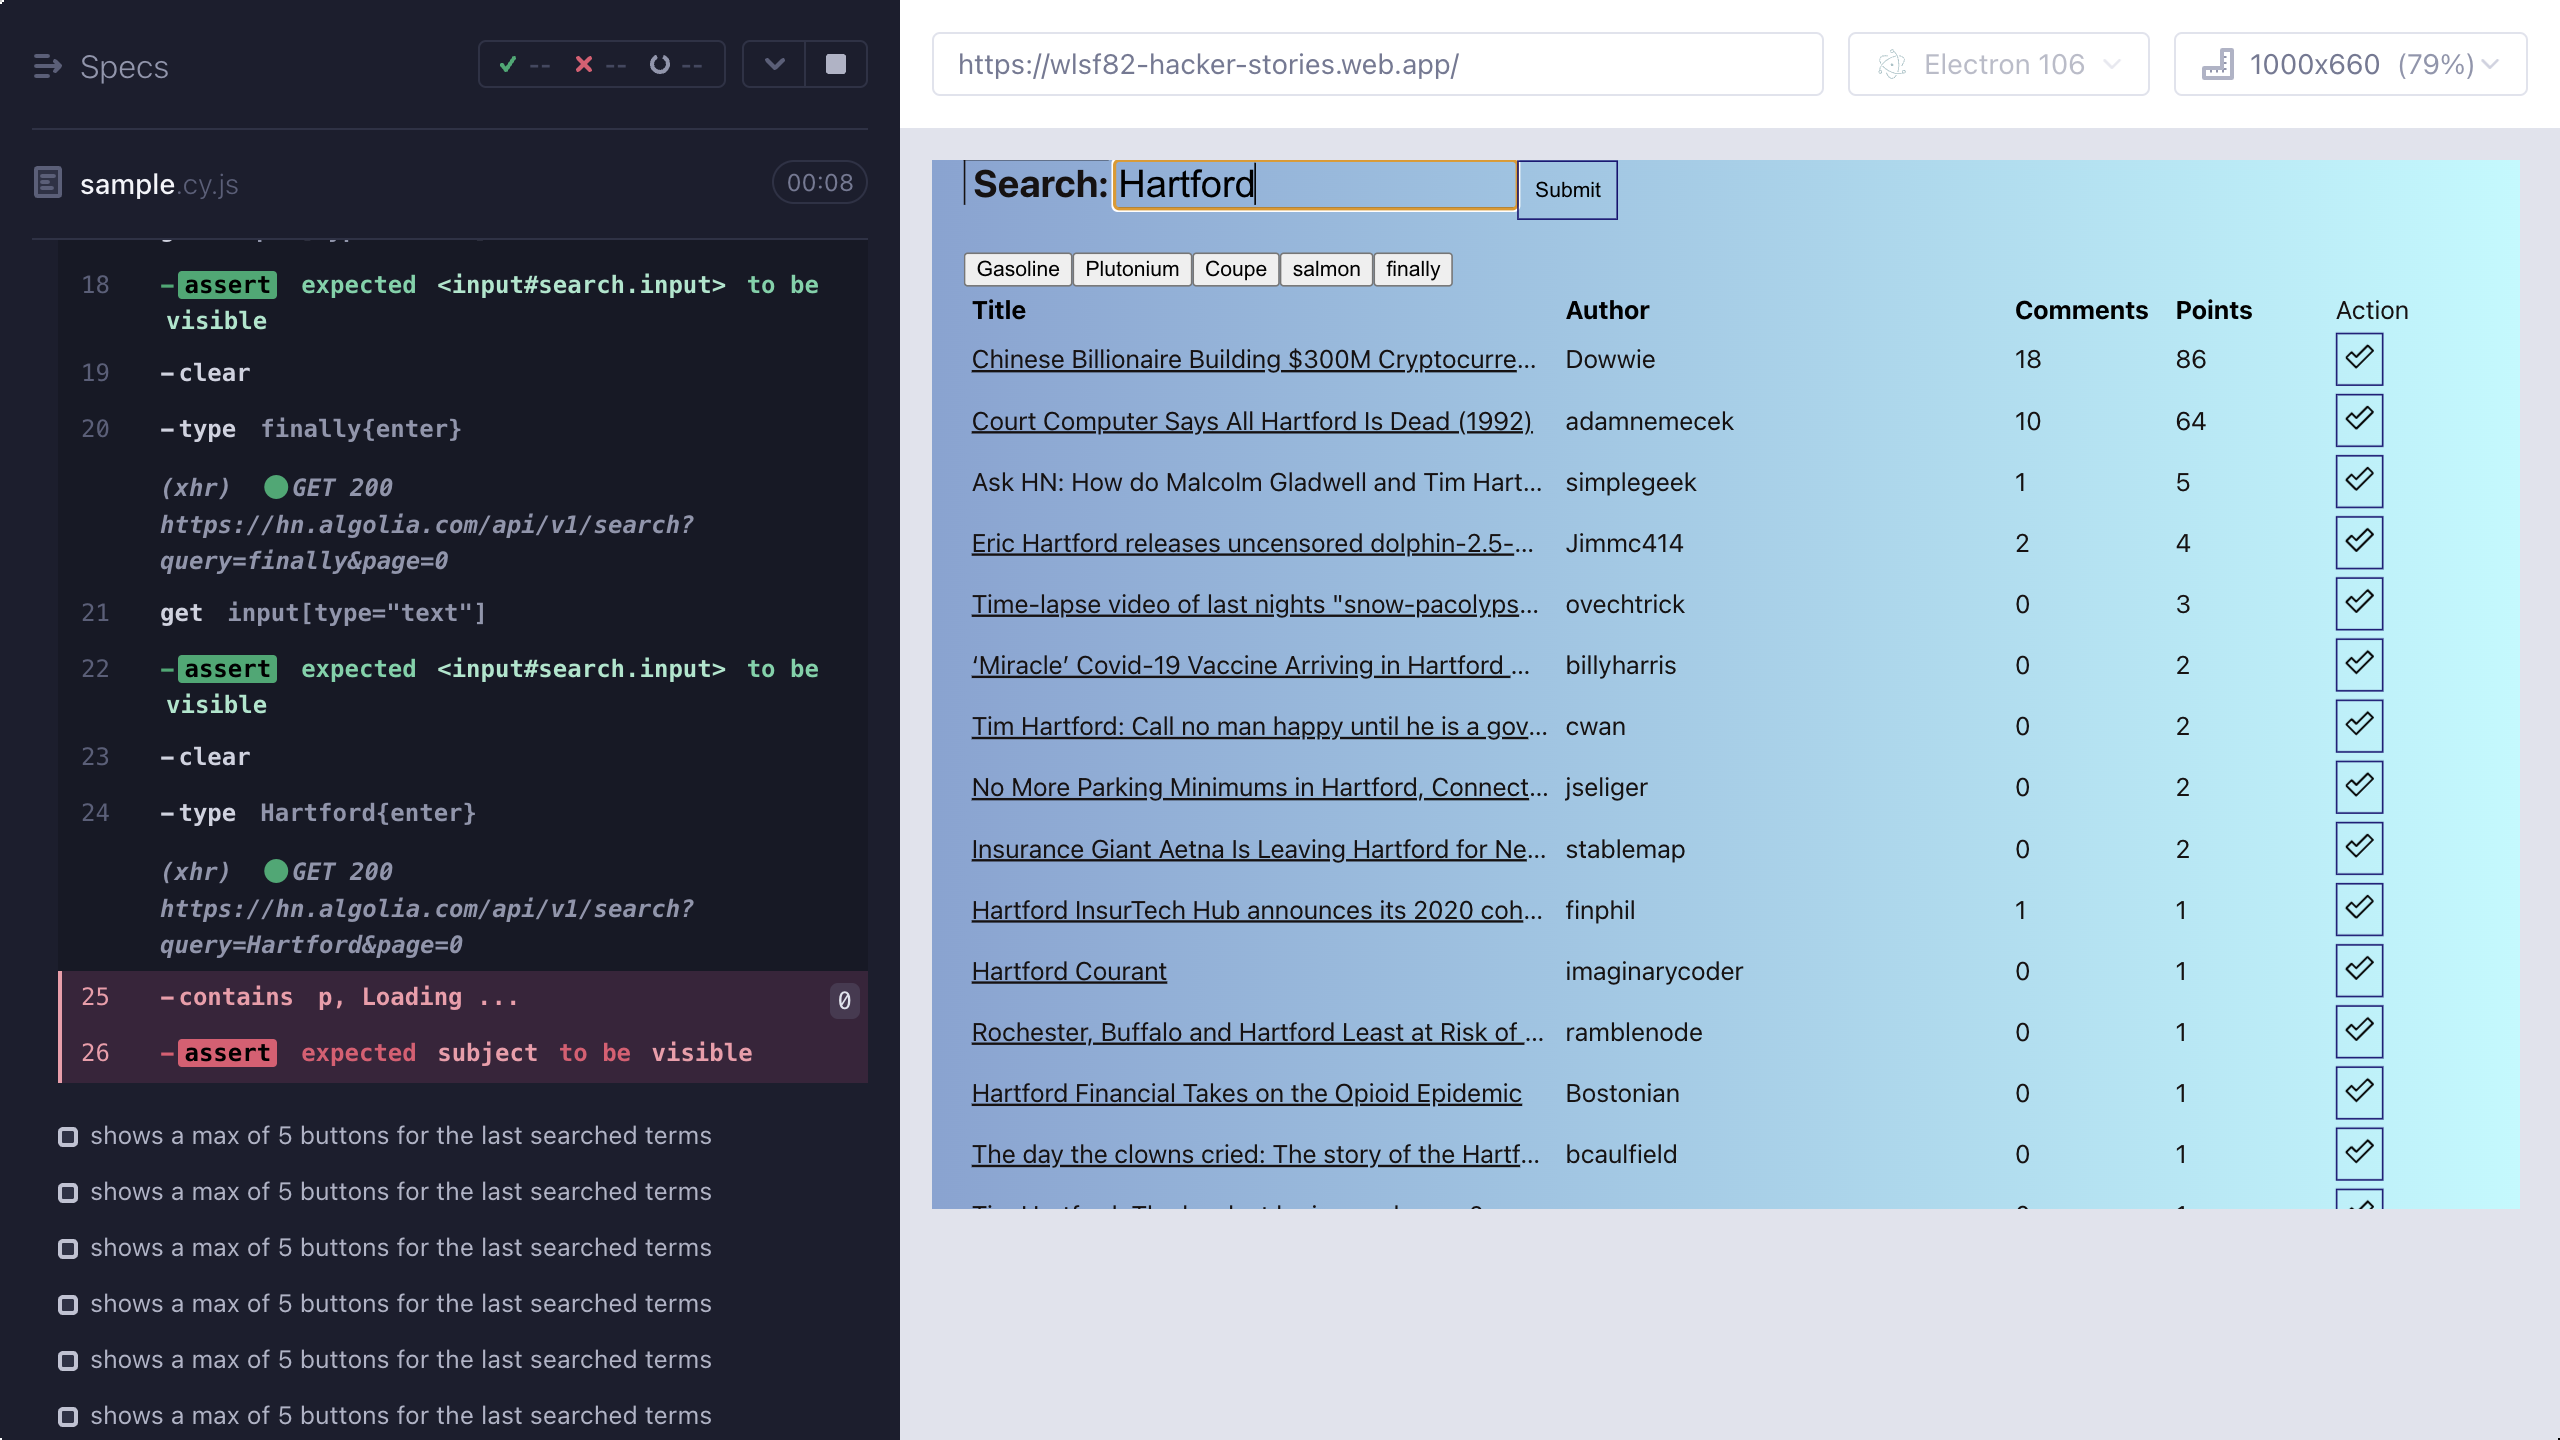 Specs
-- -- --
sample.cy.js
00:08
18 -assert expected <input#search.input> to be
visible
19 -clear
20 -type finally{enter}
(xhr) GET 200
https://hn.algolia.com/api/v1/search?
query=finally&page=0
21 get input[type="text"]
22 -assert expected <input#search.input> to be
visible
23 -clear
24 -type Hartford{enter}
(xhr) GET 200
https://hn.algolia.com/api/v1/search?
query=Hartford&page=0
25 -contains p, Loading ... 0
26 -assert expected subject to be visible
shows a max of 5 buttons for the last searched terms
shows a max of 5 buttons for the last searched terms
shows a max of 5 buttons for the last searched terms
shows a max of 5 buttons for the last searched terms
shows a max of 5 buttons for the last searched terms
shows a max of 5 buttons for the last searched terms
https://wlsf82-hacker-stories.web.app/
Electron 106
1000x660 (79%)
Search: Hartford Submit
Gasoline Plutonium Coupe salmon finally
Title Author Comments Points Action
Chinese Billionaire Building $300M Cryptocurre... Dowwie 18 86
Court Computer Says All Hartford Is Dead (1992) adamnemecek 10 64
Ask HN: How do Malcolm Gladwell and Tim Hart... simplegeek 1 5
Eric Hartford releases uncensored dolphin-2.5-... Jimmc414 2 4
Time-lapse video of last nights "snow-pacolyps... ovechtrick 0 3
‘Miracle’ Covid-19 Vaccine Arriving in Hartford ... billyharris 0 2
Tim Hartford: Call no man happy until he is a gov... cwan 0 2
No More Parking Minimums in Hartford, Connect... jseliger 0 2
Insurance Giant Aetna Is Leaving Hartford for Ne... stablemap 0 2
Hartford InsurTech Hub announces its 2020 coh... finphil 1 1
Hartford Courant imaginarycoder 0 1
Rochester, Buffalo and Hartford Least at Risk of ... ramblenode 0 1
Hartford Financial Takes on the Opioid Epidemic Bostonian 0 1
The day the clowns cried: The story of the Hartf... bcaulfield 0 1